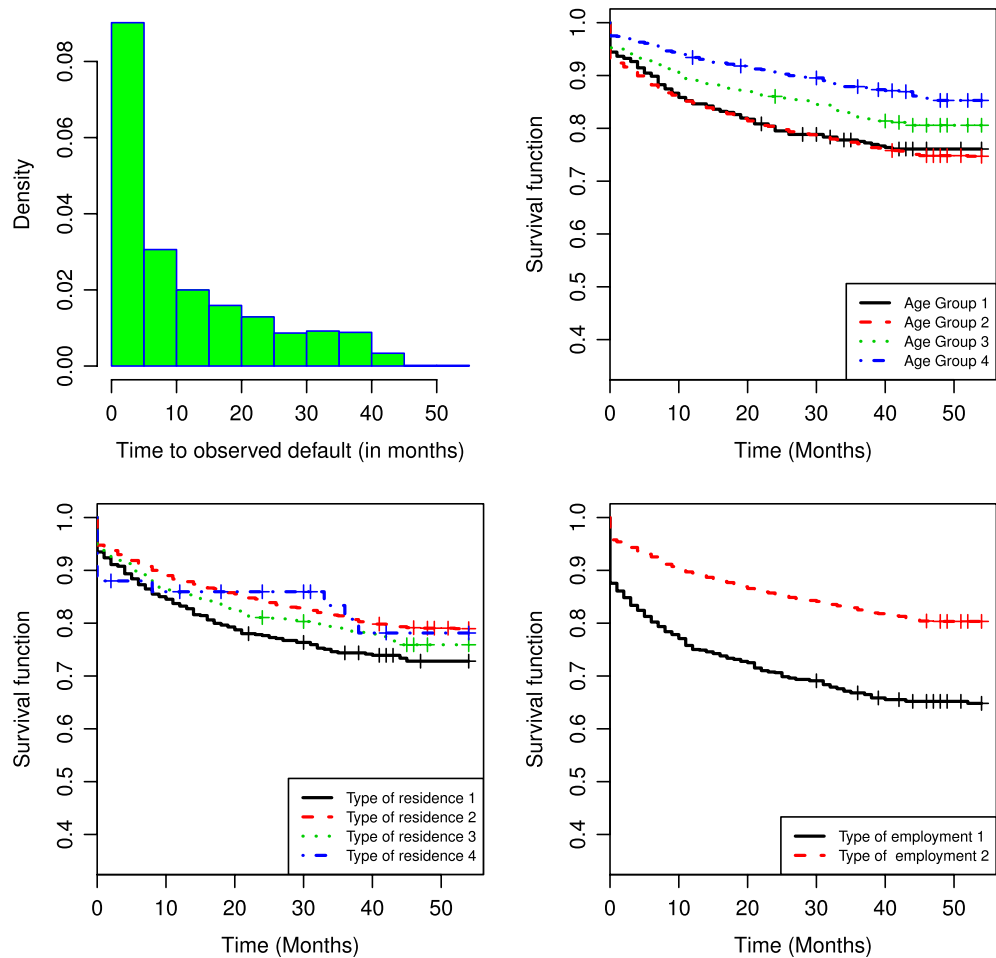 Density
0.00 0.02 0.04 0.06 0.08
0 10 20 30 40 50
Time to observed default (in months)
Survival function
0.4 0.5 0.6 0.7 0.8 0.9 1.0
Age Group 1
Age Group 2
Age Group 3
Age Group 4
0 10 20 30 40 50
Time (Months)
Survival function
0.4 0.5 0.6 0.7 0.8 0.9 1.0
Type of residence 1
Type of residence 2
Type of residence 3
Type of residence 4
0 10 20 30 40 50
Time (Months)
Survival function
0.4 0.5 0.6 0.7 0.8 0.9 1.0
Type of employment 1
Type of employment 2
0 10 20 30 40 50
Time (Months)